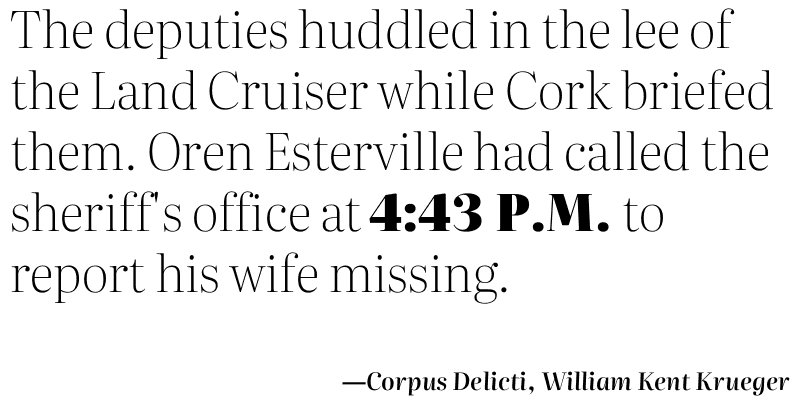 The deputies huddled in the lee of
the Land Cruiser while Cork briefed
them. Oren Esterville had called the
sheriff's office at 4:43 P.M. to
report his wife missing.
—Corpus Delicti, William Kent Krueger